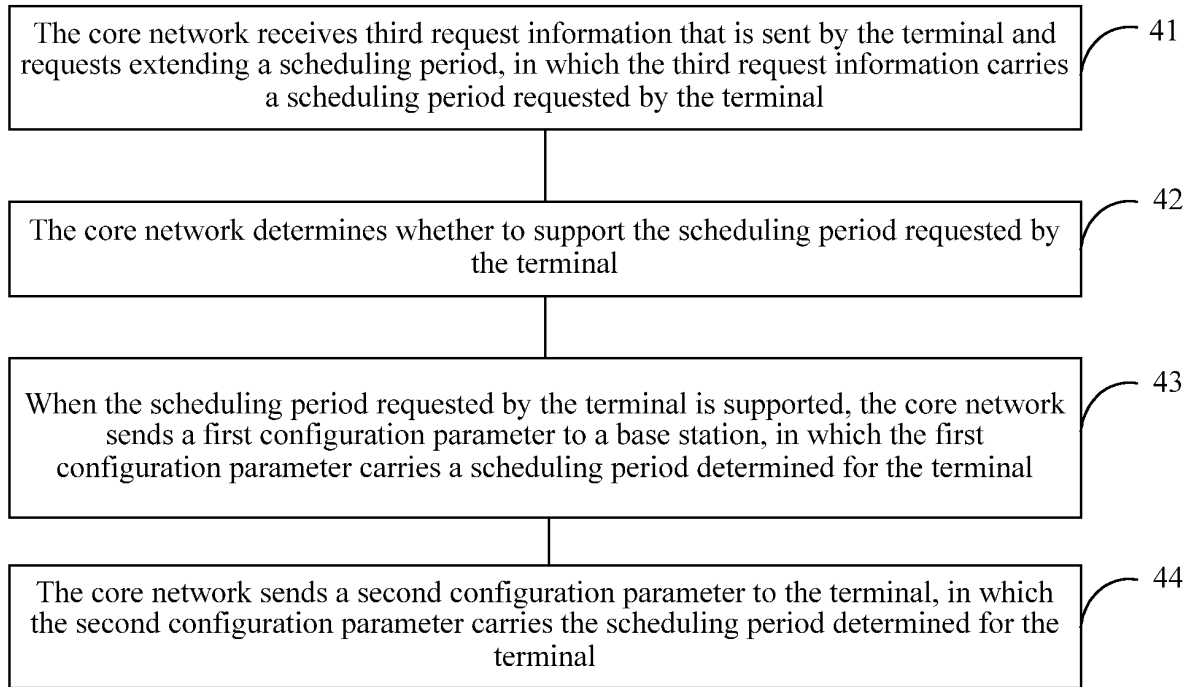 The core network receives third request information that is sent by the terminal and
requests extending a scheduling period, in which the third request information carries
a scheduling period requested by the terminal
41
The core network determines whether to support the scheduling period requested by
the terminal
42
When the scheduling period requested by the terminal is supported, the core network
sends a first configuration parameter to a base station, in which the first
configuration parameter carries a scheduling period determined for the terminal
43
The core network sends a second configuration parameter to the terminal, in which
the second configuration parameter carries the scheduling period determined for the
terminal
44